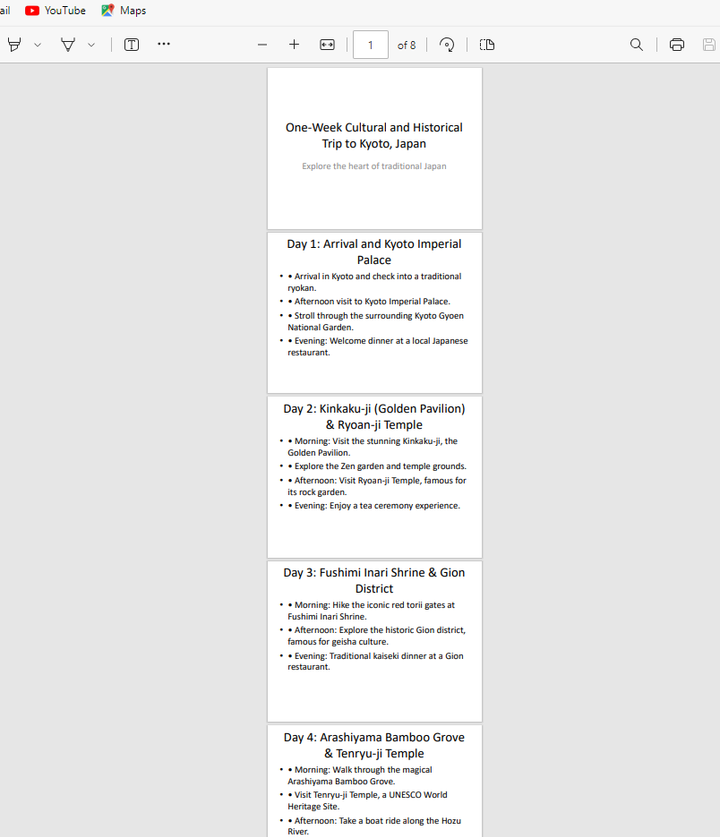 ail YouTube Maps
1 of 8
One-Week Cultural and Historical
Trip to Kyoto, Japan
Explore the heart of traditional Japan
Day 1: Arrival and Kyoto Imperial
Palace
• • Arrival in Kyoto and check into a traditional
ryokan.
• • Afternoon visit to Kyoto Imperial Palace.
• • Stroll through the surrounding Kyoto Gyoen
National Garden.
• • Evening: Welcome dinner at a local Japanese
restaurant.
Day 2: Kinkaku-ji (Golden Pavilion)
& Ryoan-ji Temple
• • Morning: Visit the stunning Kinkaku-ji, the
Golden Pavilion.
• • Explore the Zen garden and temple grounds.
• • Afternoon: Visit Ryoan-ji Temple, famous for
its rock garden.
• • Evening: Enjoy a tea ceremony experience.
Day 3: Fushimi Inari Shrine & Gion
District
• • Morning: Hike the iconic red torii gates at
Fushimi Inari Shrine.
• • Afternoon: Explore the historic Gion district,
famous for geisha culture.
• • Evening: Traditional kaiseki dinner at a Gion
restaurant.
Day 4: Arashiyama Bamboo Grove
& Tenryu-ji Temple
• • Morning: Walk through the magical
Arashiyama Bamboo Grove.
• • Visit Tenryu-ji Temple, a UNESCO World
Heritage Site.
• • Afternoon: Take a boat ride along the Hozu
River.